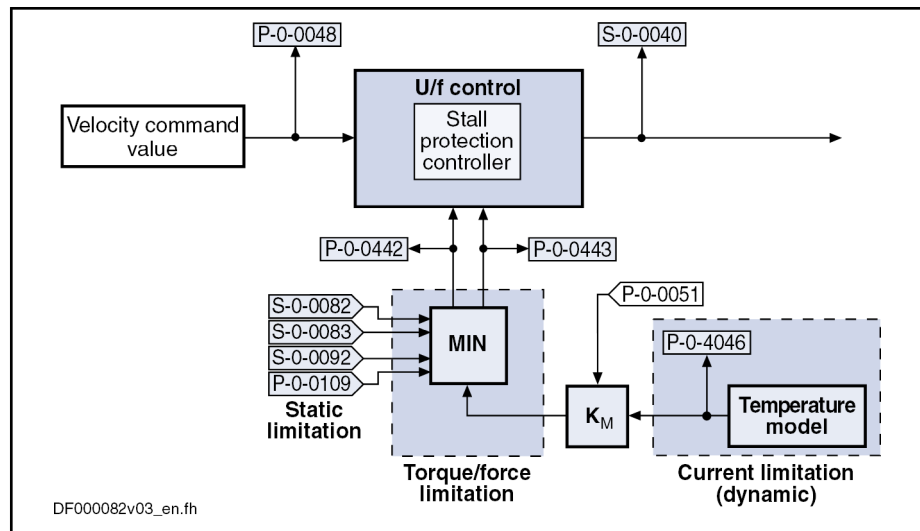 P-0-0048
S-0-0040
U/f control
Velocity command
value
Stall
protection
controller
P-0-0442
P-0-0443
S-0-0082
S-0-0083
S-0-0092
P-0-0109
Static
limitation
MIN
P-0-0051
P-0-4046
KM
Temperature
model
Torque/force
limitation
Current limitation
(dynamic)
DF000082v03_en.fh